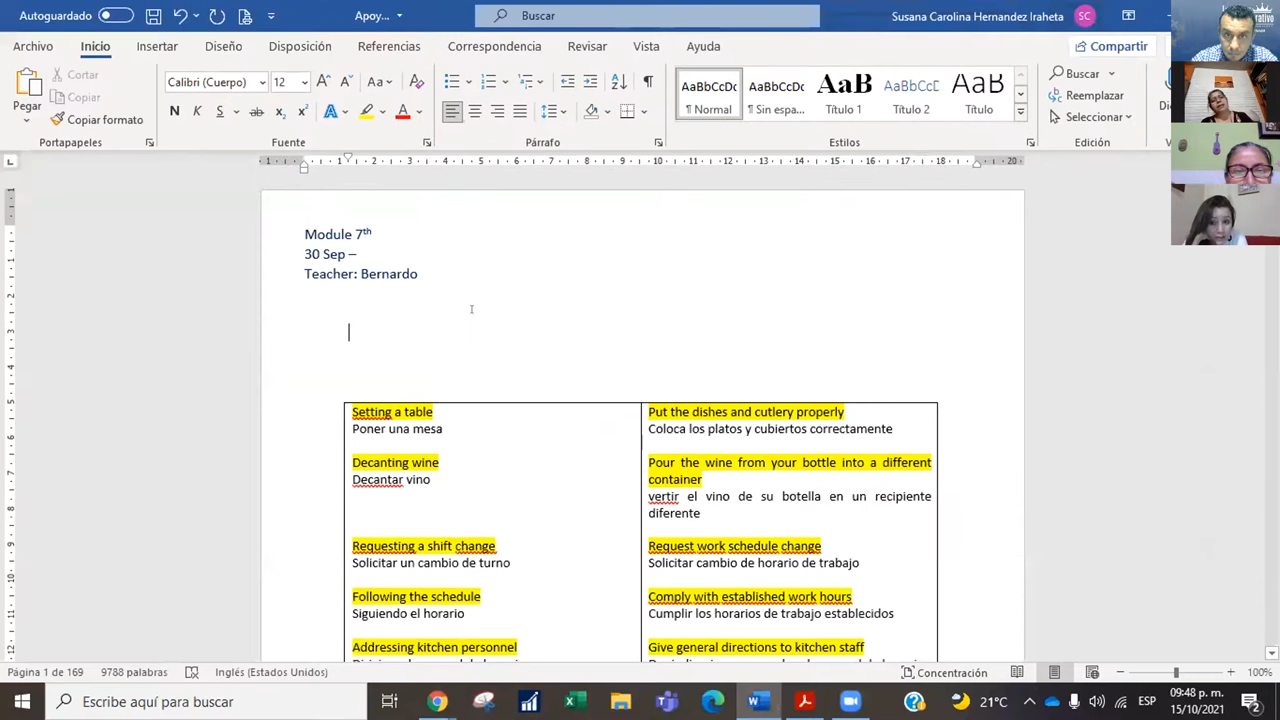 Autoguardado
Apoy...
Buscar
Susana Carolina Hernandez Iraheta
SC
Archivo
Inicio
Insertar
Diseño
Disposición
Referencias
Correspondencia
Revisar
Vista
Ayuda
Compartir
Pegar
Cortar
Copiar
Copiar formato
Portapapeles
Calibri (Cuerpo)
12
Aa
N K S ab x₂ x²
Fuente
Párrafo
AaBbCcDc
¶ Normal
AaBbCcDc
¶ Sin espa...
AaB
Título 1
AaBbCcD
Título 2
AaB
Título
Estilos
Buscar
Reemplazar
Seleccionar
Edición
Module 7th
30 Sep –
Teacher: Bernardo
Setting a table
Poner una mesa
Decanting wine
Decantar vino
Requesting a shift change
Solicitar un cambio de turno
Following the schedule
Siguiendo el horario
Addressing kitchen personnel
Put the dishes and cutlery properly
Coloca los platos y cubiertos correctamente
Pour the wine from your bottle into a different
container
vertir el vino de su botella en un recipiente
diferente
Request work schedule change
Solicitar cambio de horario de trabajo
Comply with established work hours
Cumplir los horarios de trabajo establecidos
Give general directions to kitchen staff
Página 1 de 169
9788 palabras
Inglés (Estados Unidos)
Concentración
100%
Escribe aquí para buscar
21°C
ESP
09:48 p. m.
15/10/2021